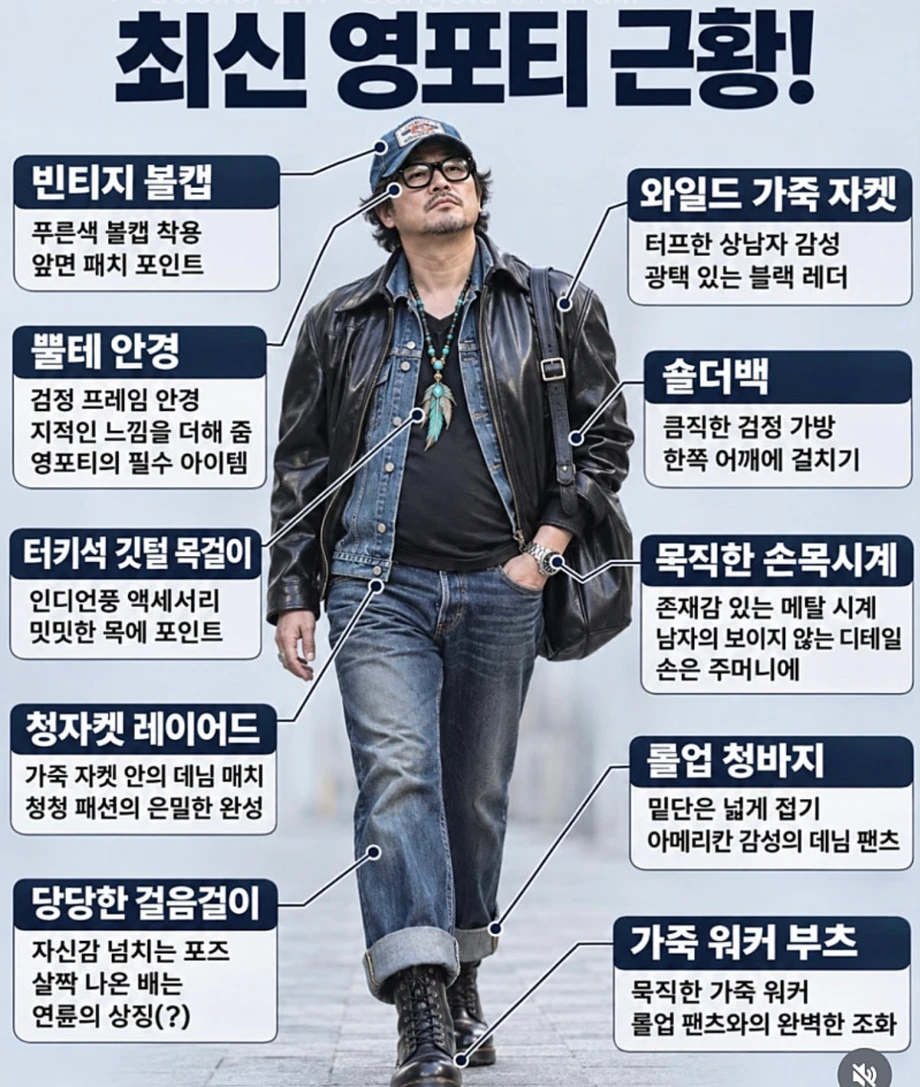 최신 영포티 근황!
빈티지 볼캡
푸른색 볼캡 착용
앞면 패치 포인트
뿔테 안경
검정 프레임 안경
지적인 느낌을 더해 줌
영포티의 필수 아이템
터키석 깃털 목걸이
인디언풍 액세서리
밋밋한 목에 포인트
청자켓 레이어드
가죽 자켓 안의 데님 매치
청청 패션의 은밀한 완성
당당한 걸음걸이
자신감 넘치는 포즈
살짝 나온 배는
연륜의 상징(?)
와일드 가죽 자켓
터프한 상남자 감성
광택 있는 블랙 레더
숄더백
큼직한 검정 가방
한쪽 어깨에 걸치기
묵직한 손목시계
존재감 있는 메탈 시계
남자의 보이지 않는 디테일
손은 주머니에
롤업 청바지
밑단은 넓게 접기
아메리칸 감성의 데님 팬츠
가죽 워커 부츠
묵직한 가죽 워커
롤업 팬츠와의 완벽한 조화